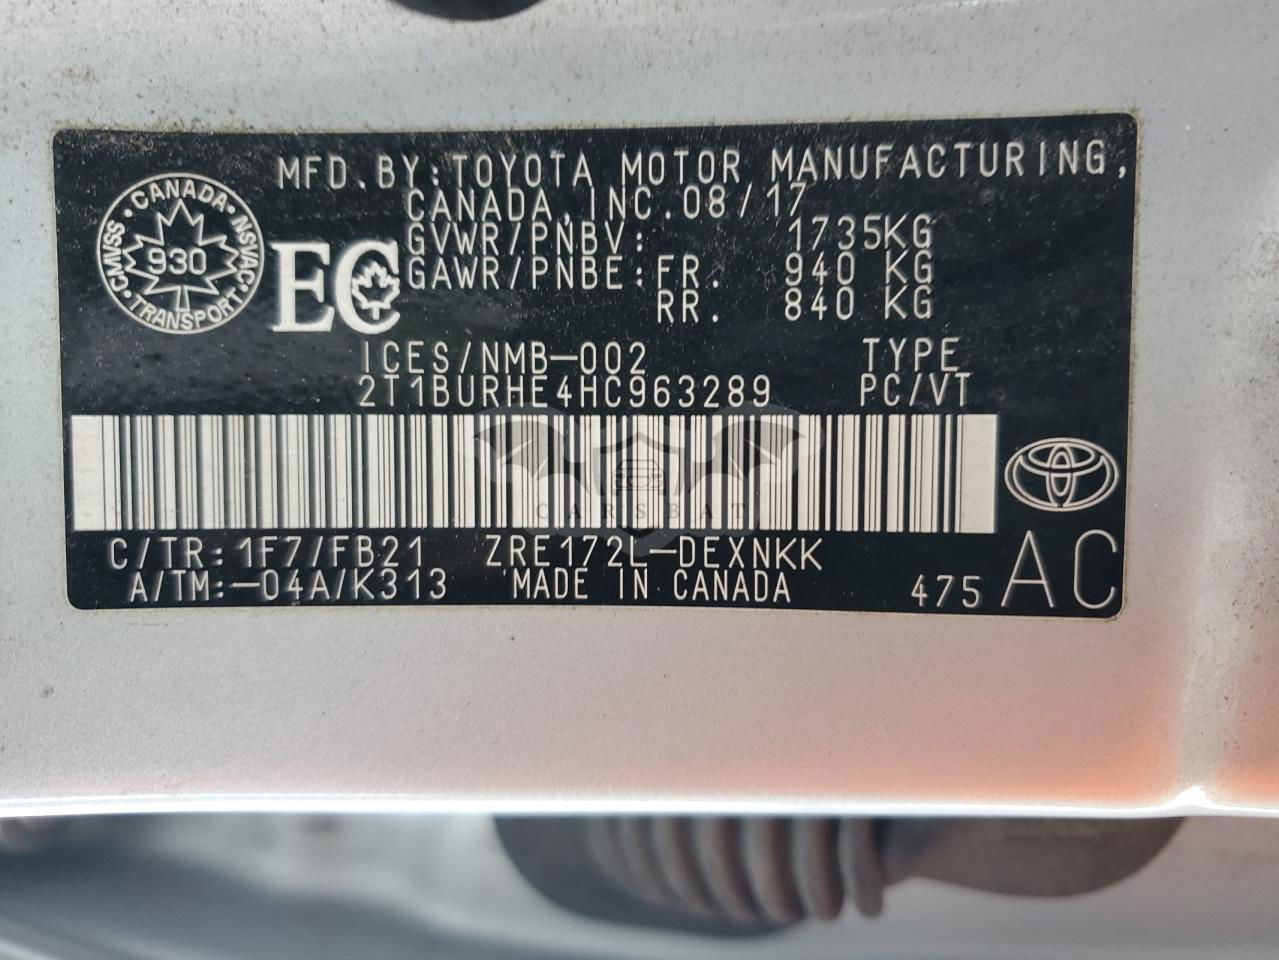 MFD.BY:TOYOTA MOTOR MANUFACTURING,
CANADA,INC.08/17
GVWR/PNBV: 1735KG
GAWR/PNBE:FR. 940 KG
RR. 840 KG
CANADA • NSVAC • TRANSPORT • CMVSS •
930
EC
ICES/NMB-002 TYPE
2T1BURHE4HC963289 PC/VT
CARSBAT
C/TR:1F7/FB21 ZRE172L-DEXNKK
A/TM:-04A/K313 MADE IN CANADA 475 AC